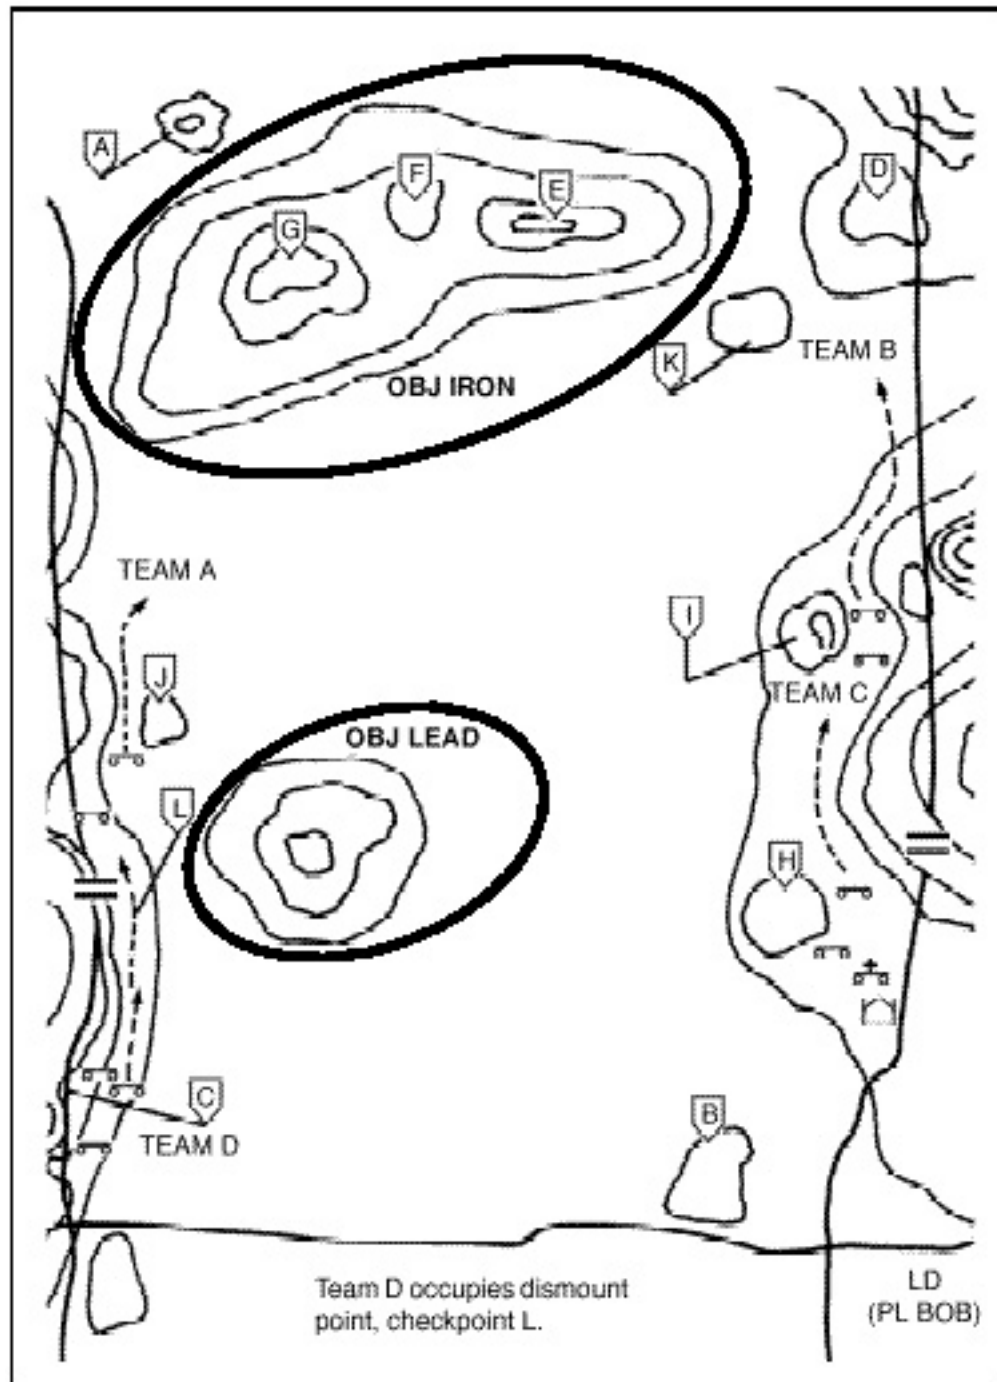 A
F
E
D
G
TEAM B
K
OBJ IRON
TEAM A
I
J
TEAM C
OBJ LEAD
L
H
C
B
TEAM D
Team D occupies dismount
point, checkpoint L.
LD
(PL BOB)